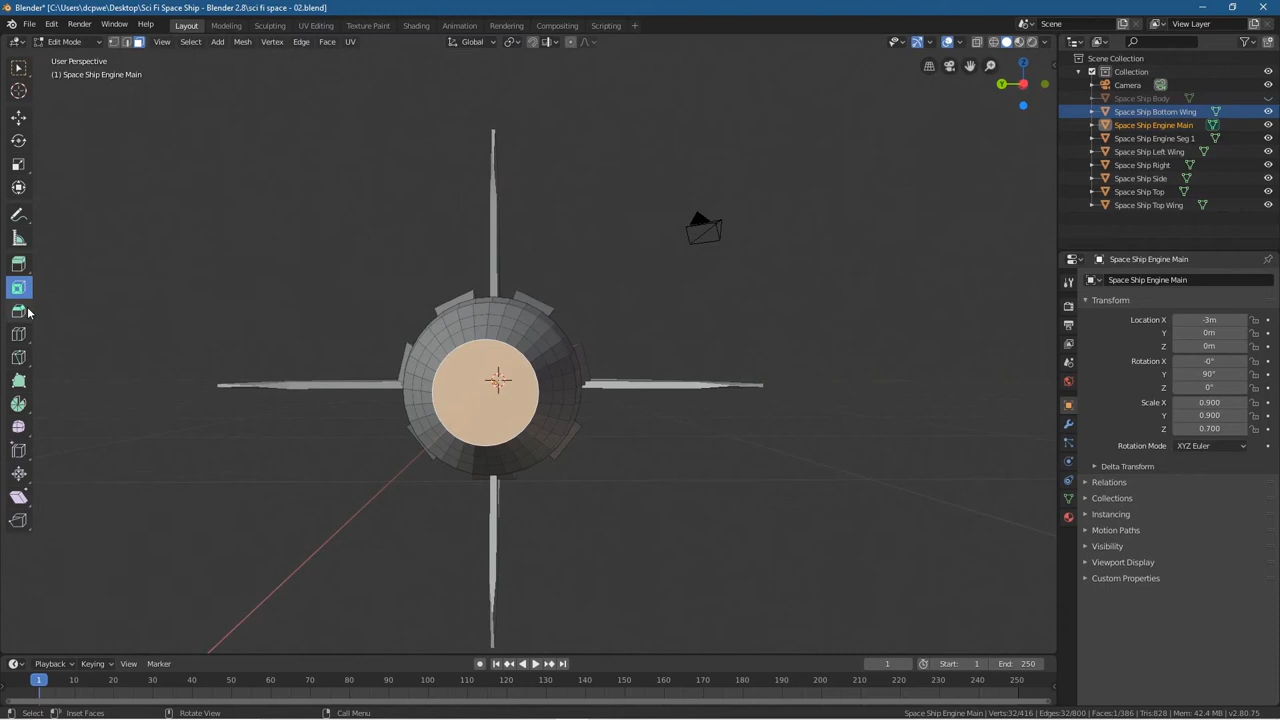 Blender* [C:\Users\dcpwe\Desktop\Sci Fi Space Ship - Blender 2.8\sci fi space - 02.blend]
File Edit Render Window Help Layout Modeling Sculpting UV Editing Texture Paint Shading Animation Rendering Compositing Scripting + Scene View Layer
Edit Mode View Select Add Mesh Vertex Edge Face UV Global
User Perspective
(1) Space Ship Engine Main
Z
Y
Scene Collection
Collection
Camera
Space Ship Body
Space Ship Bottom Wing
Space Ship Engine Main
Space Ship Engine Seg 1
Space Ship Left Wing
Space Ship Right
Space Ship Side
Space Ship Top
Space Ship Top Wing
Space Ship Engine Main
Space Ship Engine Main
Transform
Location X -3m
Y 0m
Z 0m
Rotation X -0°
Y 90°
Z 0°
Scale X 0.900
Y 0.900
Z 0.700
Rotation Mode XYZ Euler
Delta Transform
Relations
Collections
Instancing
Motion Paths
Visibility
Viewport Display
Custom Properties
Playback Keying View Marker 1 Start: 1 End: 250
1 10 20 30 40 50 60 70 80 90 100 110 120 130 140 150 160 170 180 190 200 210 220 230 240 250
Select Inset Faces Rotate View Call Menu Space Ship Engine Main | Verts:32/416 | Edges:32/800 | Faces:1/386 | Tris:828 | Mem: 42.4 MB | v2.80.75